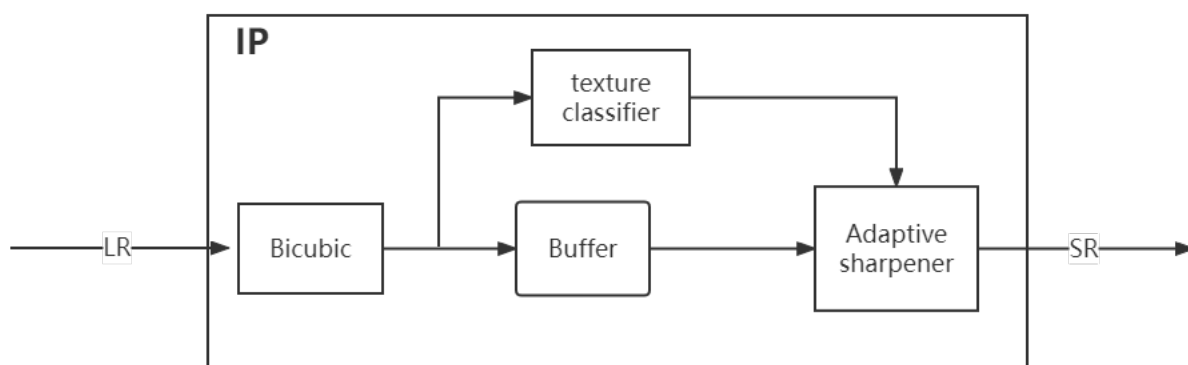 IP
texture
classifier
LR
Bicubic
Buffer
Adaptive
sharpener
SR